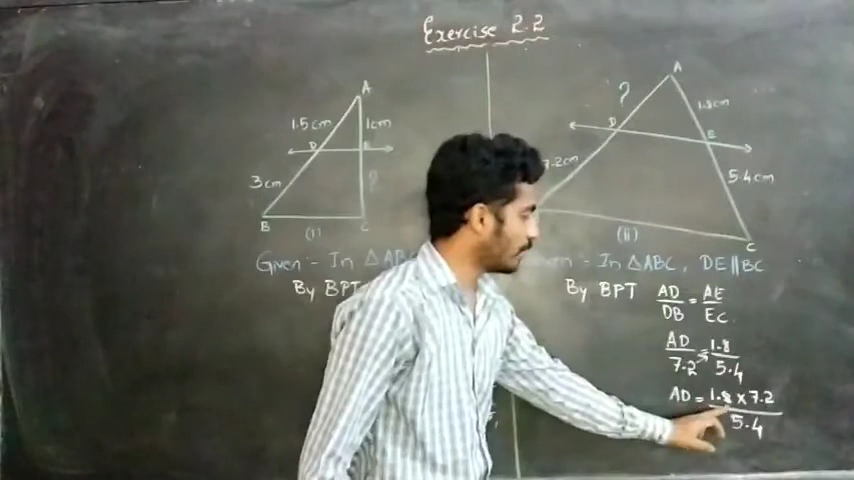 Exercise 2.2
A
1.5cm
1cm
D
E
3cm
?
B
C
(i)
Given - In △AB
By BPT
A
?
1.8cm
D
E
7.2cm
5.4cm
C
(ii)
- In △ABC, DE||BC
By BPT AD/DB = AE/EC
AD/7.2 = 1.8/5.4
AD = 1.8 x 7.2/5.4